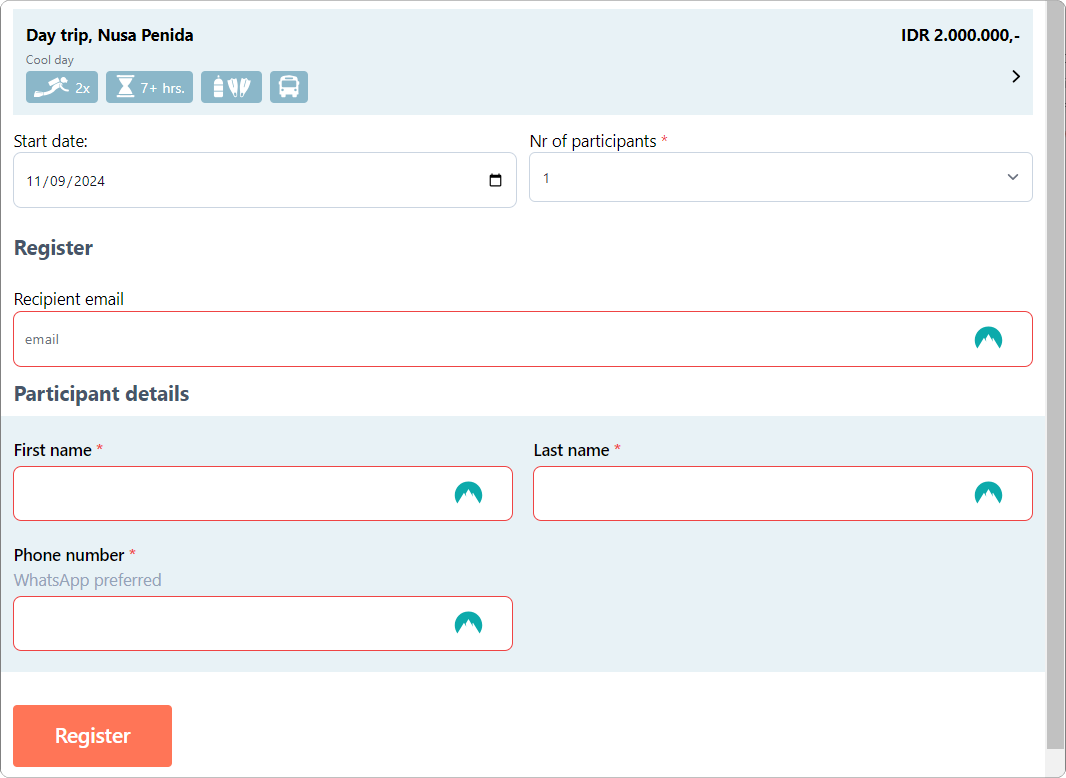 Day trip, Nusa Penida IDR 2.000.000,-
Cool day
2x 7+ hrs.
Start date: Nr of participants *
11/09/2024 1
Register
Recipient email
email
Participant details
First name * Last name *
Phone number *
WhatsApp preferred
Register